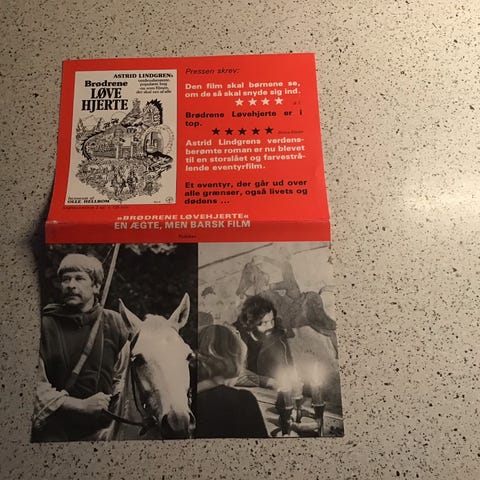 ASTRID LINDGRENs
verdensberømte
Brødrene
LØVE
HJERTE
OLLE HELLBOM
Pressen skrev:
Den film skal børnene se,
om de så skal snyde sig ind.
★★★★
Brødrene Løvehjerte er i
top.
★★★★★
Astrid Lindgrens verdens-
berømte roman er nu blevet
til en storslået og farvestrå-
lende eventyrfilm.
Et eventyr, der går ud over
alle grænser, også livets og
dødens ...
»BRØDRENE LØVEHJERTE«
EN ÆGTE, MEN BARSK FILM